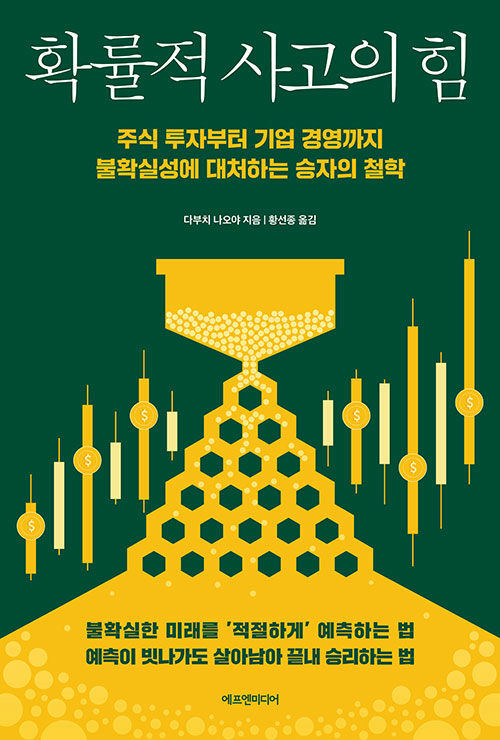 확률적 사고의 힘
주식 투자부터 기업 경영까지
불확실성에 대처하는 승자의 철학
다부치 나오야 지음 | 황선종 옮김
$
$
$
$
$
$
불확실한 미래를 '적절하게' 예측하는 법
예측이 빗나가도 살아남아 끝내 승리하는 법
에프엔미디어